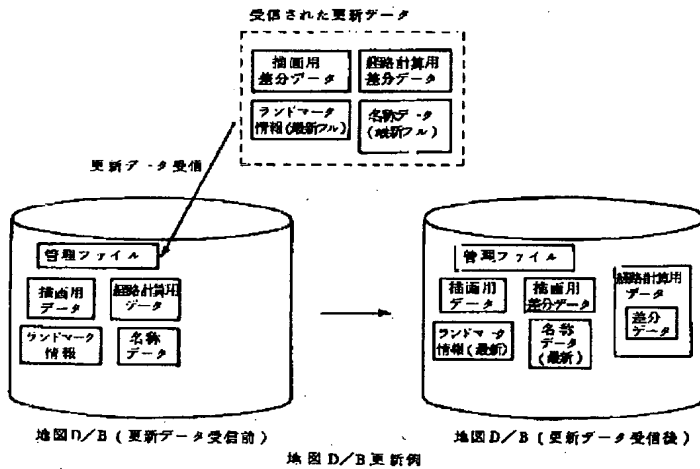 受信された更新データ
描画用
差分データ
経路計算用
差分データ
ランドマータ
情報(最新フル)
名称データ
(最新フル)
更新データ受信
管理ファイル
描画用
データ
経路計算用
データ
ランドマーク
情報
名称
データ
管理ファイル
描画用
データ
描画用
差分データ
経路計算用
データ
差分
データ
ランドマータ
情報(最新)
名称
データ
(最新)
地図D/B(更新データ受信前)
地図D/B(更新データ受信後)
地図D/B更新例